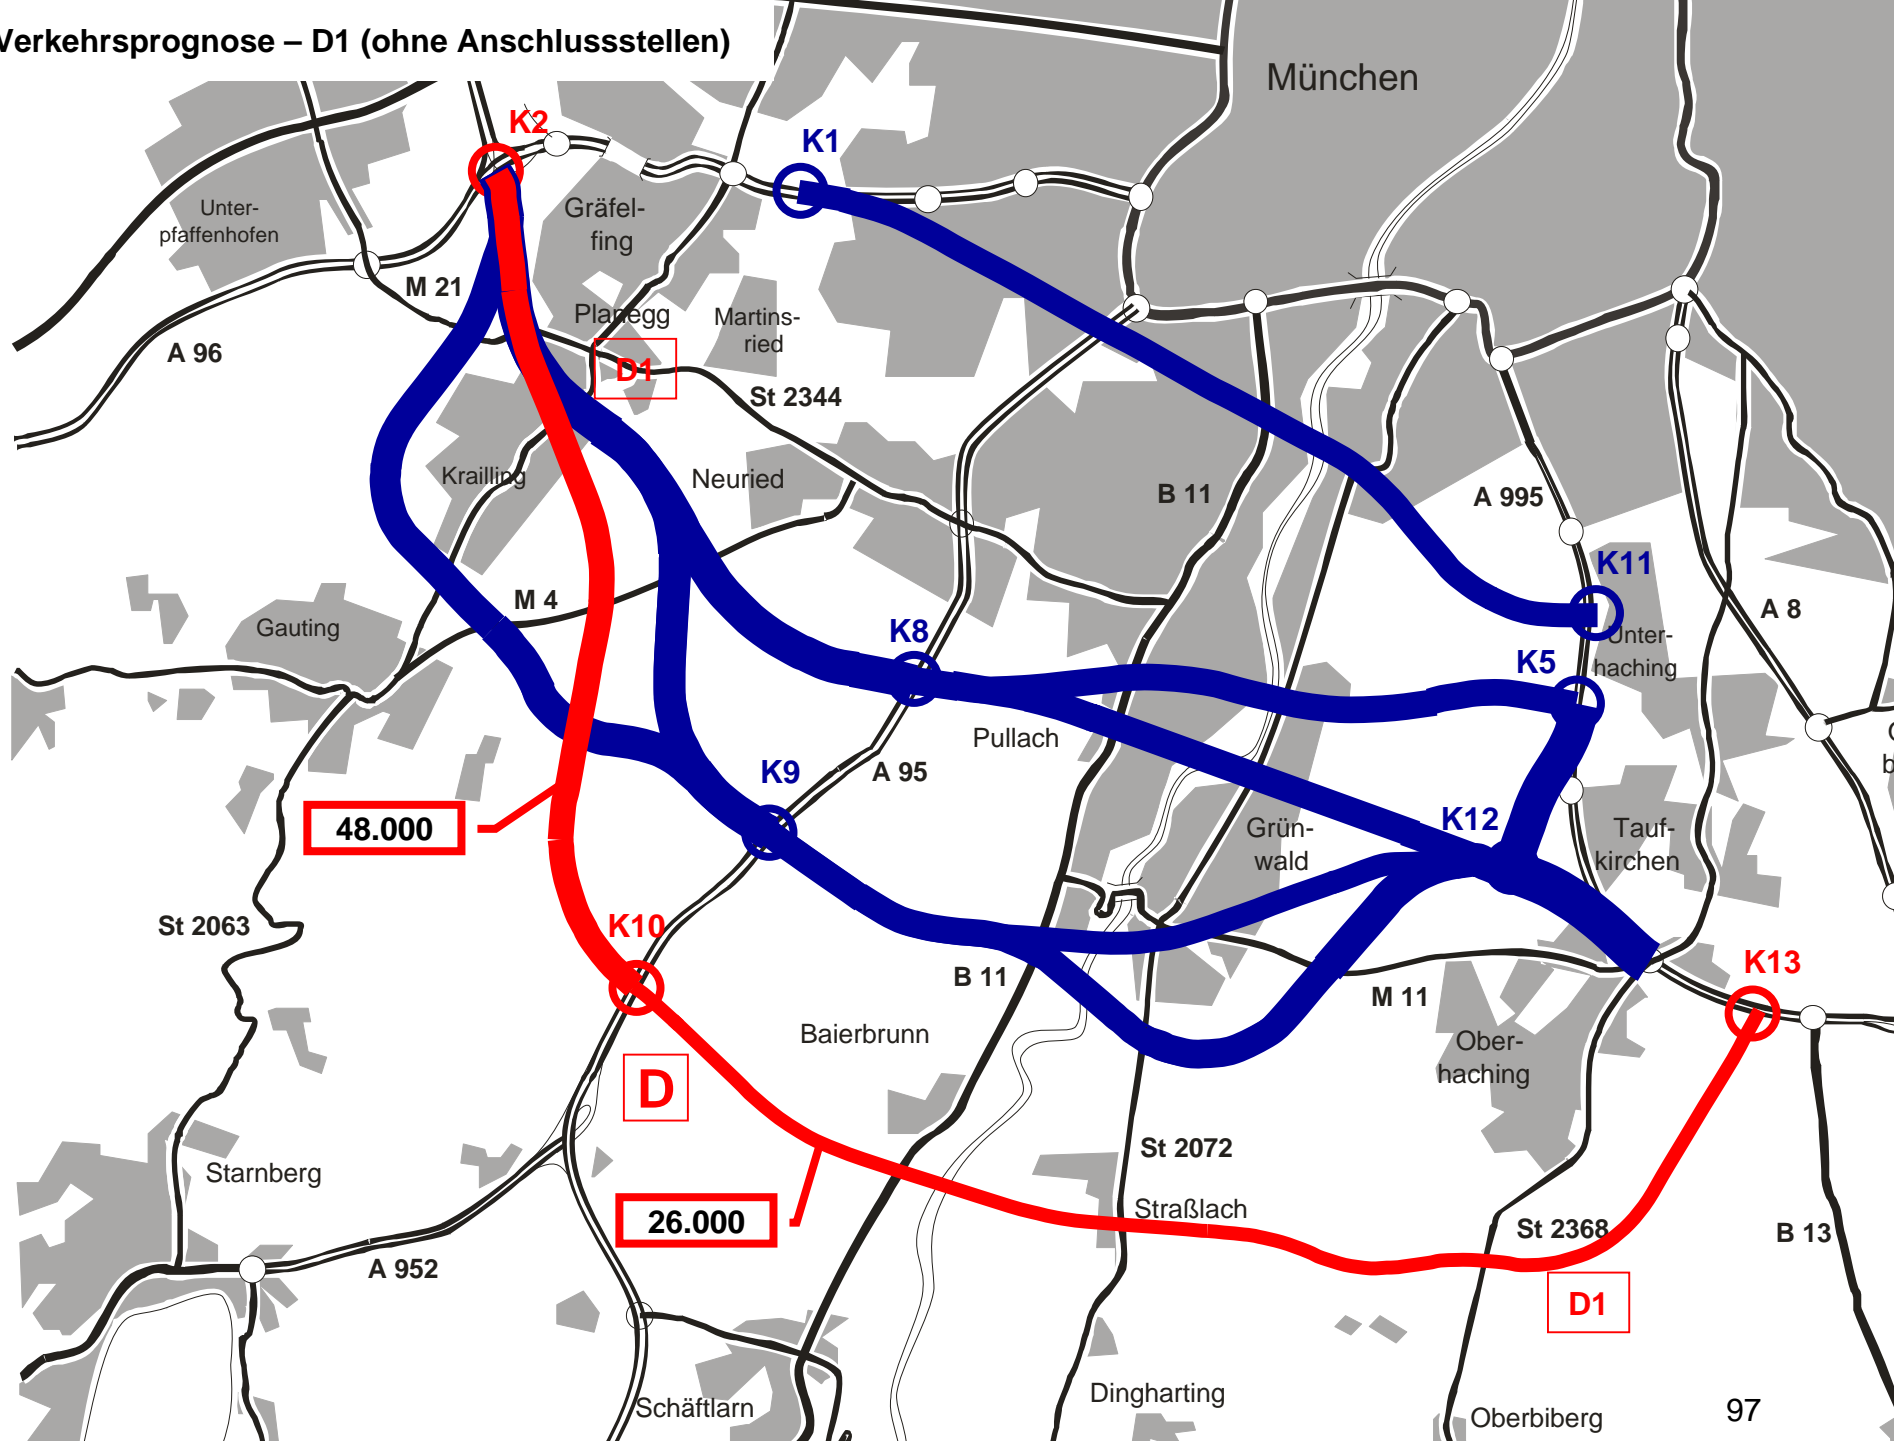 Verkehrsprognose – D1 (ohne Anschlussstellen)
München
K2
K1
Unter-
pfaffenhofen
Gräfel-
fing
M 21
Planegg
Martins-
ried
A 96
D1
St 2344
Krailling
Neuried
B 11
A 995
K11
M 4
Gauting
K8
A 8
Unter-
haching
K5
Pullach
K9
A 95
48.000
K12
Grün-
wald
Tauf-
kirchen
St 2063
K10
B 11
M 11
K13
Baierbrunn
Ober-
haching
D
St 2072
Starnberg
26.000
Straßlach
St 2368
B 13
A 952
D1
Schäftlarn
Dingharting
Oberbiberg
97